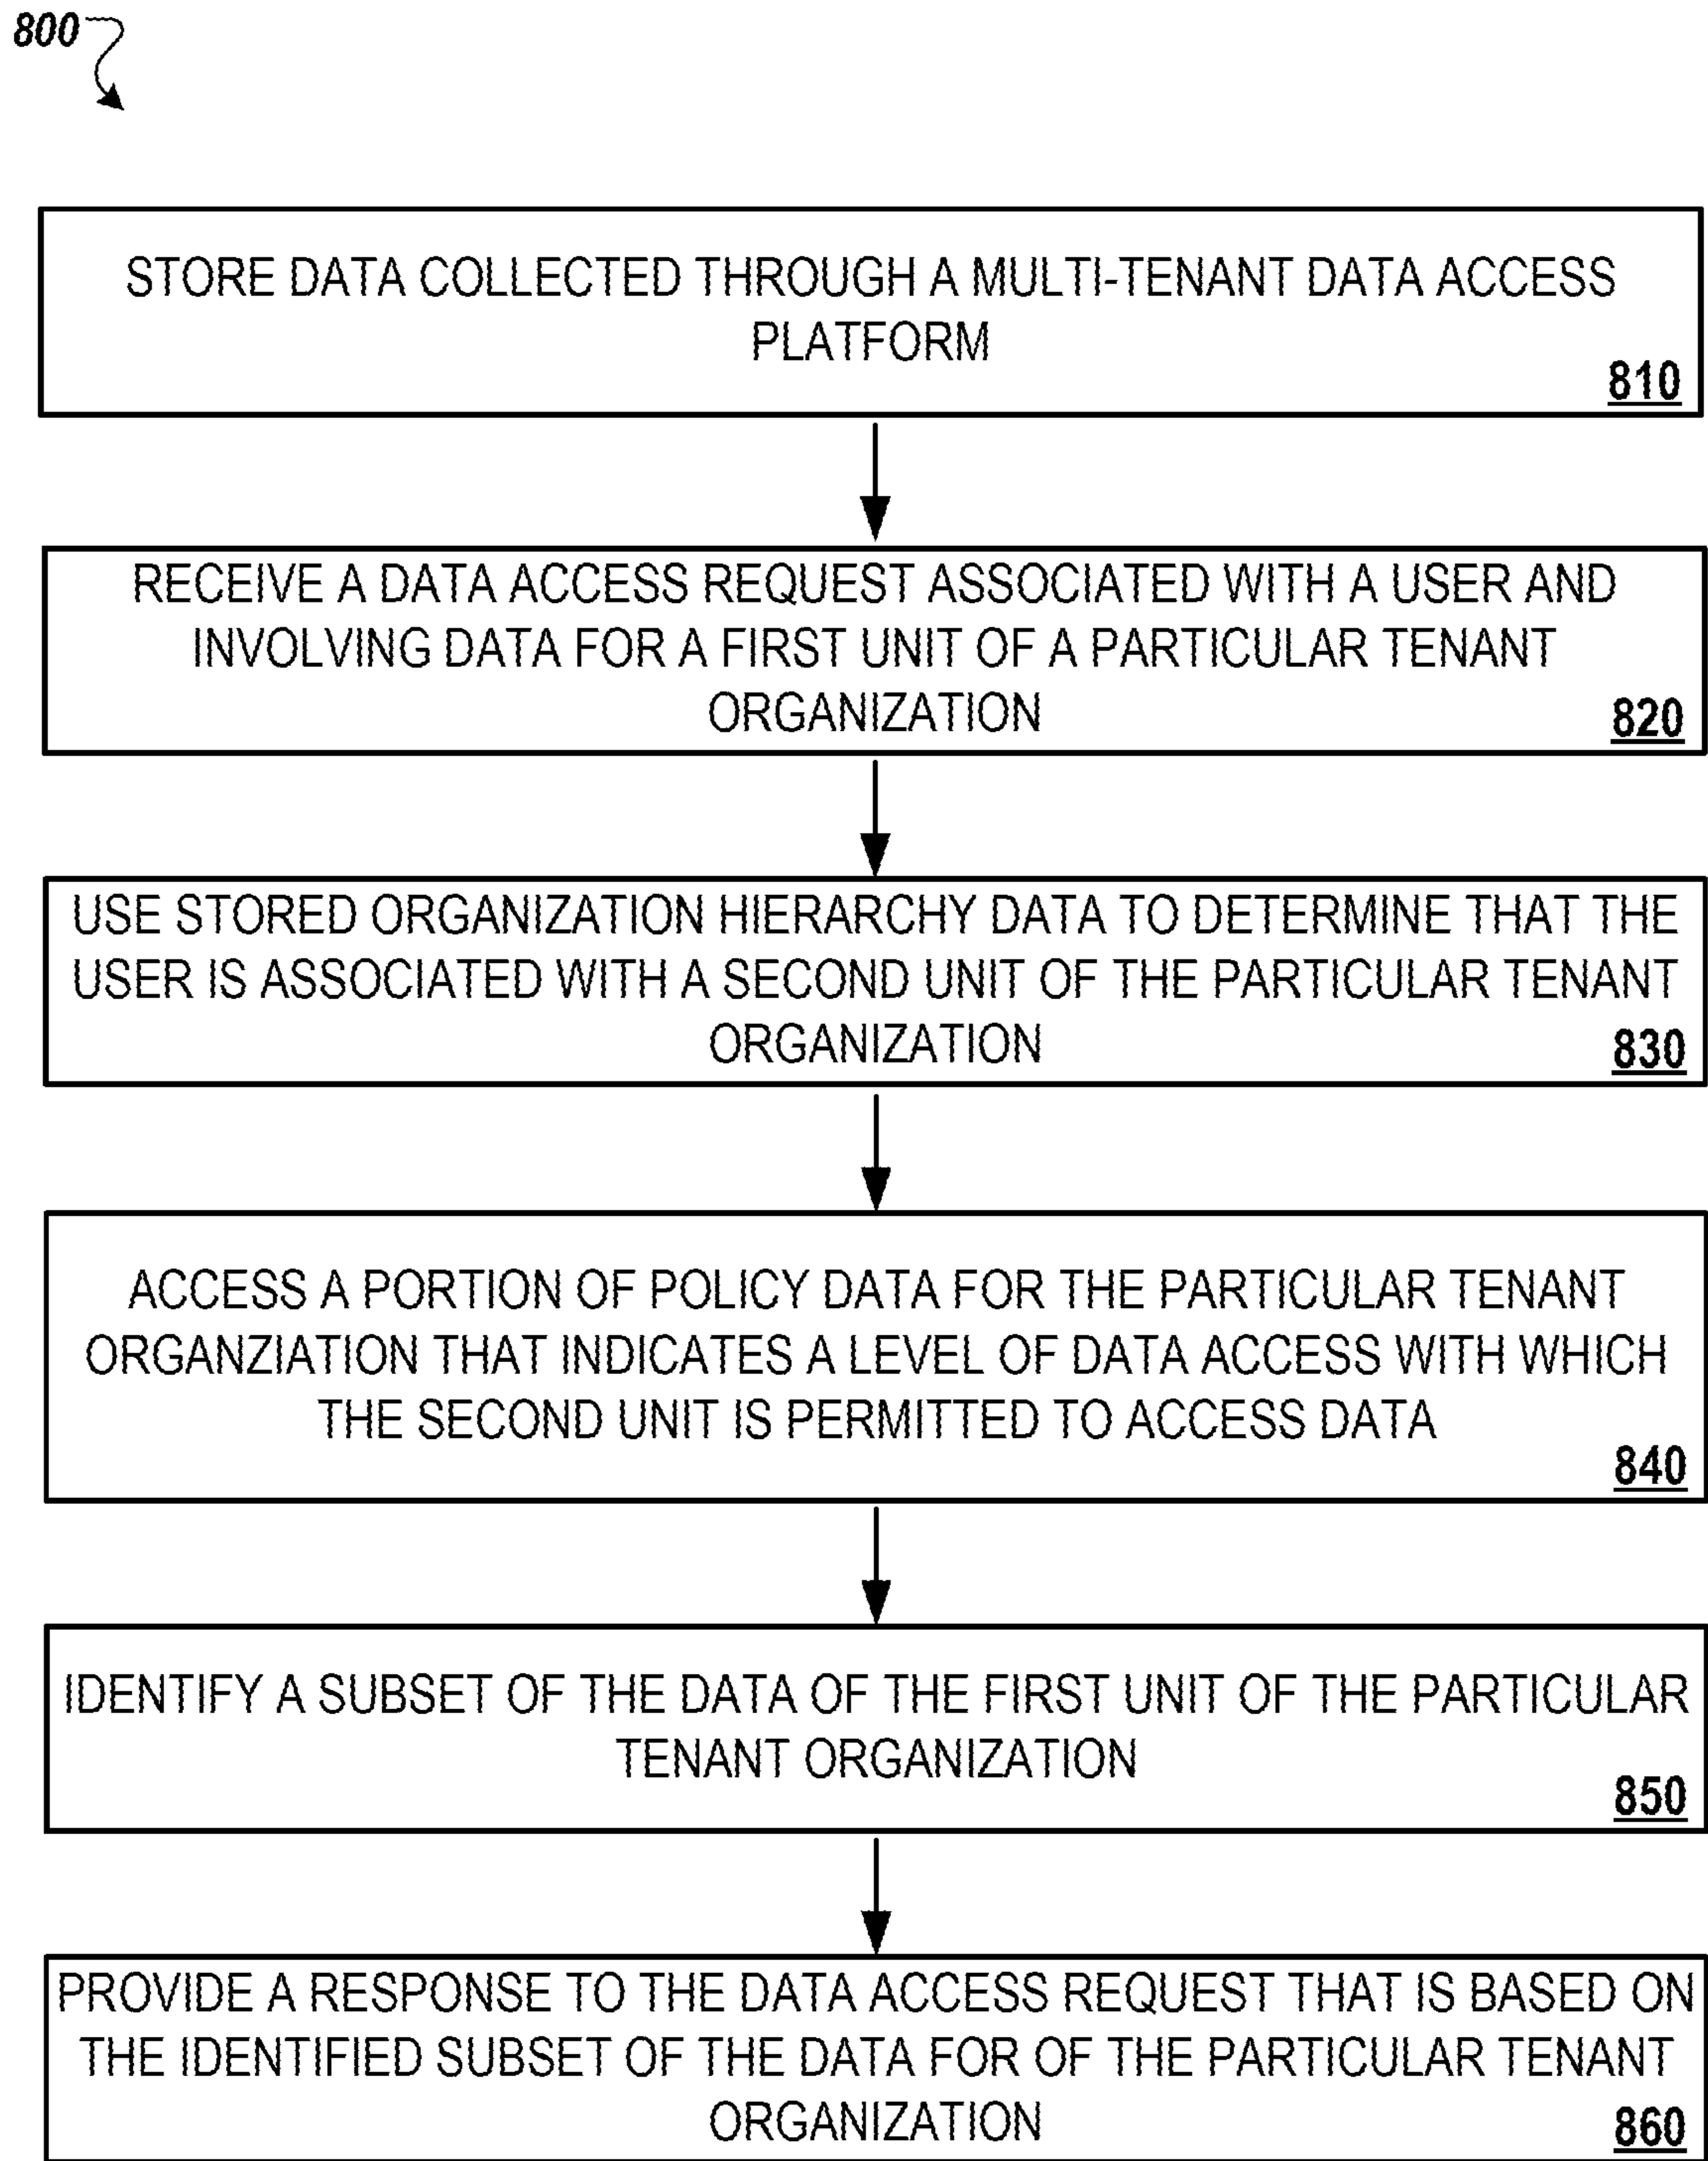 800
STORE DATA COLLECTED THROUGH A MULTI-TENANT DATA ACCESS
PLATFORM
810
RECEIVE A DATA ACCESS REQUEST ASSOCIATED WITH A USER AND
INVOLVING DATA FOR A FIRST UNIT OF A PARTICULAR TENANT
ORGANIZATION
820
USE STORED ORGANIZATION HIERARCHY DATA TO DETERMINE THAT THE
USER IS ASSOCIATED WITH A SECOND UNIT OF THE PARTICULAR TENANT
ORGANIZATION
830
ACCESS A PORTION OF POLICY DATA FOR THE PARTICULAR TENANT
ORGANZIATION THAT INDICATES A LEVEL OF DATA ACCESS WITH WHICH
THE SECOND UNIT IS PERMITTED TO ACCESS DATA
840
IDENTIFY A SUBSET OF THE DATA OF THE FIRST UNIT OF THE PARTICULAR
TENANT ORGANIZATION
850
PROVIDE A RESPONSE TO THE DATA ACCESS REQUEST THAT IS BASED ON
THE IDENTIFIED SUBSET OF THE DATA FOR OF THE PARTICULAR TENANT
ORGANIZATION
860